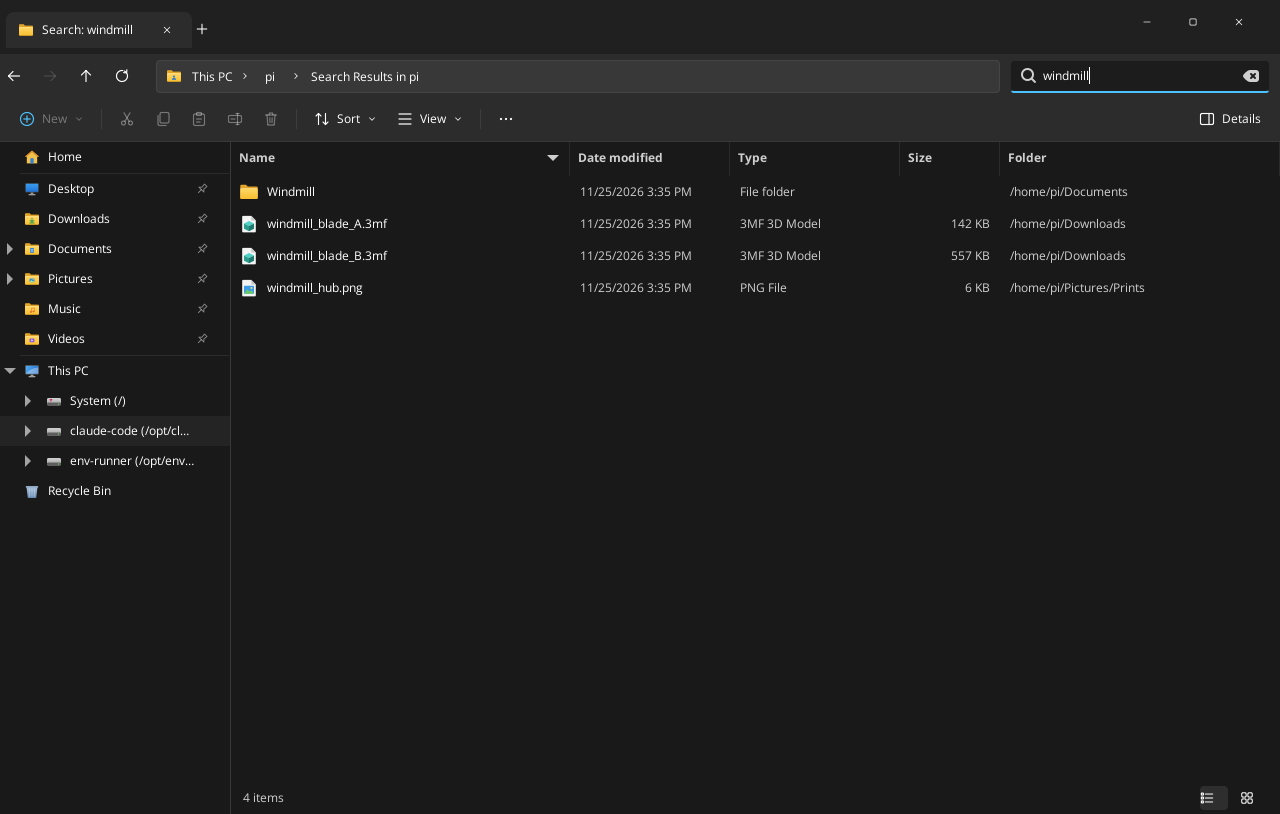 Search: windmill
This PC > pi > Search Results in pi
windmill
New
Sort
View
Details
Home
Desktop
Downloads
Documents
Pictures
Music
Videos
This PC
System (/)
claude-code (/opt/cl...
env-runner (/opt/env...
Recycle Bin
Name Date modified Type Size Folder
Windmill 11/25/2026 3:35 PM File folder /home/pi/Documents
windmill_blade_A.3mf 11/25/2026 3:35 PM 3MF 3D Model 142 KB /home/pi/Downloads
windmill_blade_B.3mf 11/25/2026 3:35 PM 3MF 3D Model 557 KB /home/pi/Downloads
windmill_hub.png 11/25/2026 3:35 PM PNG File 6 KB /home/pi/Pictures/Prints
4 items